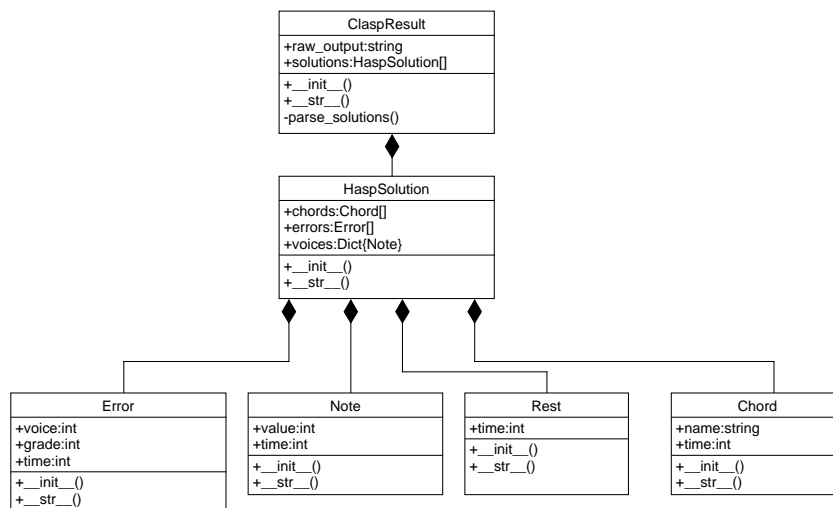 ClaspResult
+raw_output:string
+solutions:HaspSolution[]
+__init__()
+__str__()
-parse_solutions()
HaspSolution
+chords:Chord[]
+errors:Error[]
+voices:Dict{Note}
+__init__()
+__str__()
Error
+voice:int
+grade:int
+time:int
+__init__()
+__str__()
Note
+value:int
+time:int
+__init__()
+__str__()
Rest
+time:int
+__init__()
+__str__()
Chord
+name:string
+time:int
+__init__()
+__str__()